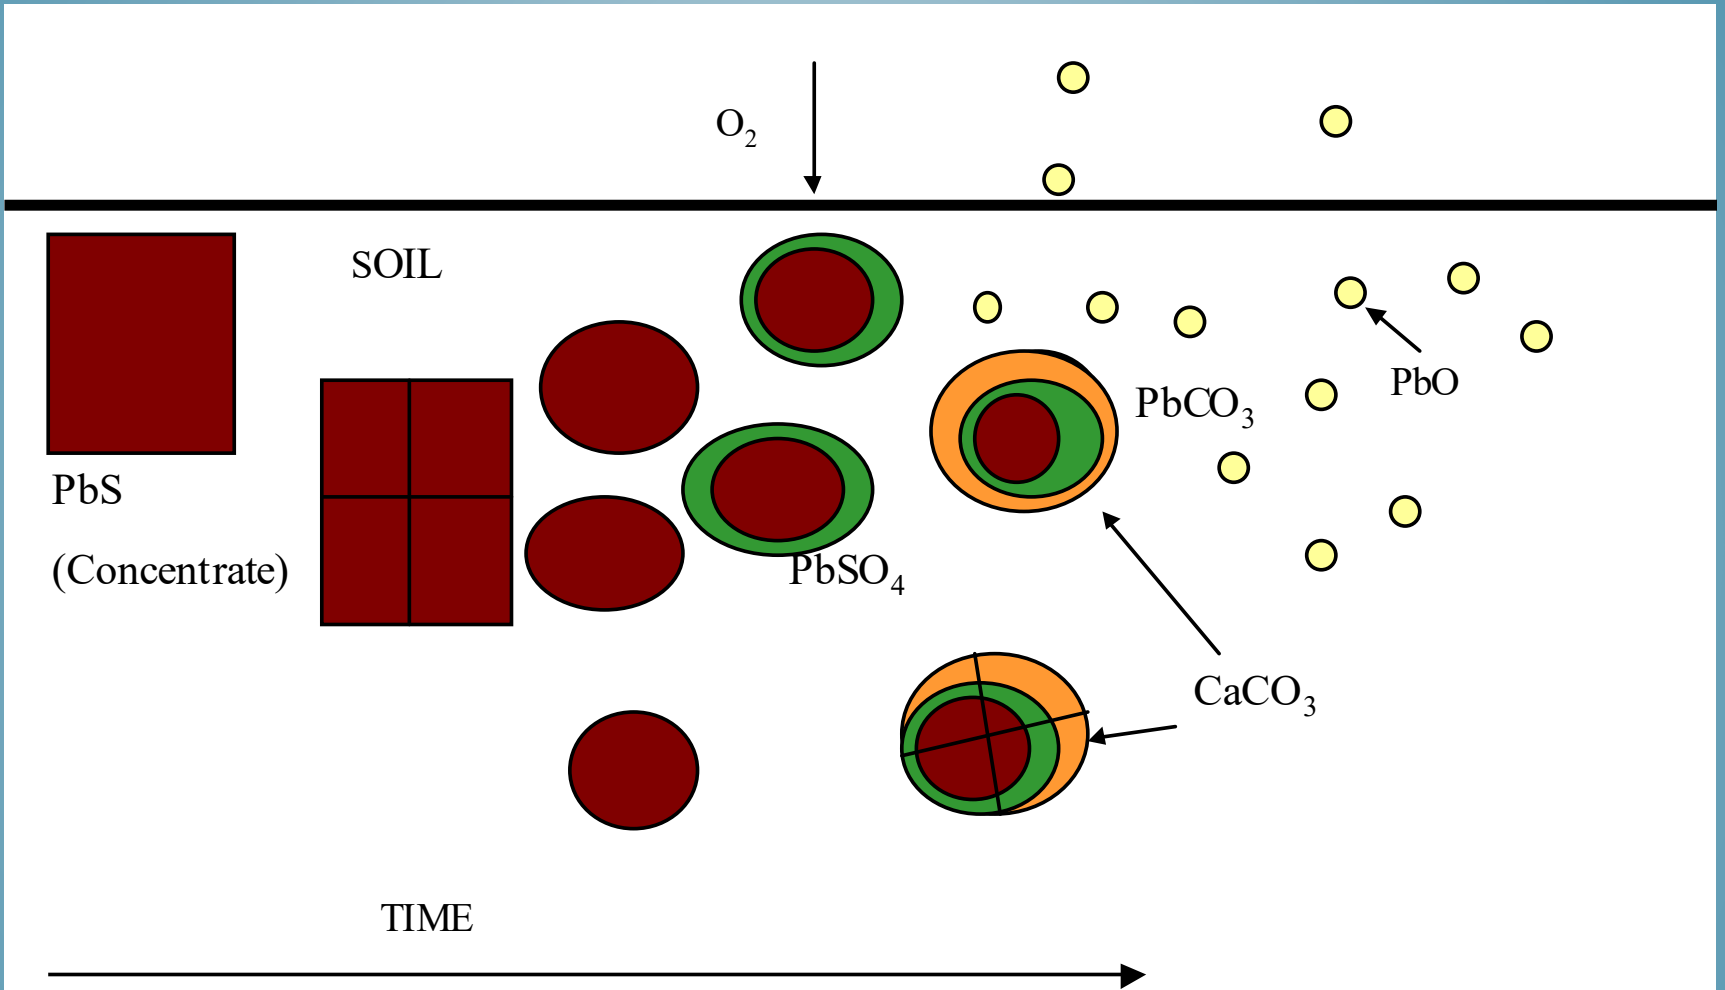 O₂
SOIL
PbS
(Concentrate)
PbSO₄
PbCO₃
PbO
CaCO₃
TIME